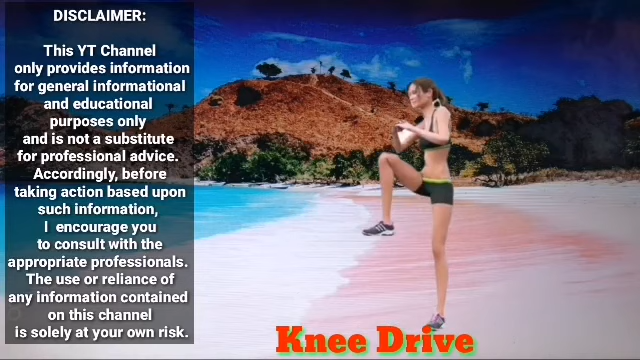 DISCLAIMER:
This YT Channel
only provides information
for general informational
and educational
purposes only
and is not a substitute
for professional advice.
Accordingly, before
taking action based upon
such information,
I encourage you
to consult with the
appropriate professionals.
The use or reliance of
any information contained
on this channel
is solely at your own risk.
Knee Drive